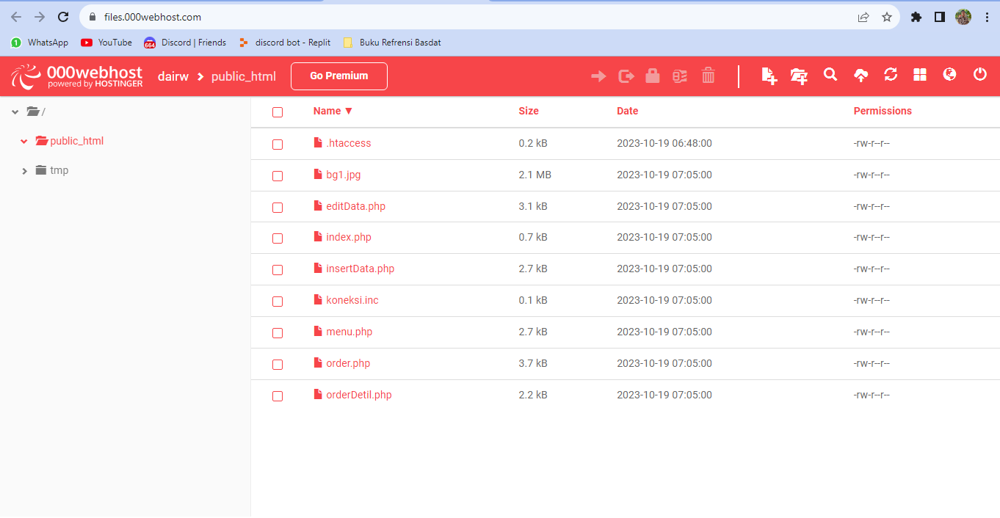 files.000webhost.com
1 WhatsApp YouTube 664 Discord | Friends discord bot - Replit Buku Refrensi Basdat
000webhost
powered by HOSTINGER
dairw public_html Go Premium
/
public_html
tmp
Name ▼ Size Date Permissions
.htaccess 0.2 kB 2023-10-19 06:48:00 -rw-r--r--
bg1.jpg 2.1 MB 2023-10-19 07:05:00 -rw-r--r--
editData.php 3.1 kB 2023-10-19 07:05:00 -rw-r--r--
index.php 0.7 kB 2023-10-19 07:05:00 -rw-r--r--
insertData.php 2.7 kB 2023-10-19 07:05:00 -rw-r--r--
koneksi.inc 0.1 kB 2023-10-19 07:05:00 -rw-r--r--
menu.php 2.7 kB 2023-10-19 07:05:00 -rw-r--r--
order.php 3.7 kB 2023-10-19 07:05:00 -rw-r--r--
orderDetil.php 2.2 kB 2023-10-19 07:05:00 -rw-r--r--